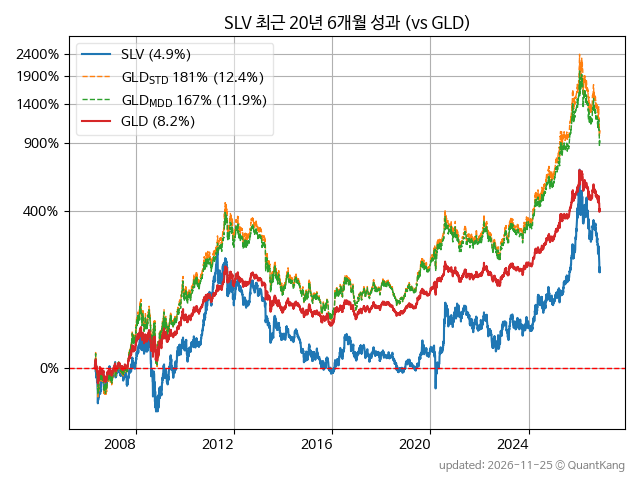 SLV 최근 20년 6개월 성과 (vs GLD)
2400%
1900%
1400%
900%
400%
0%
SLV (4.9%)
GLD_STD 181% (12.4%)
GLD_MDD 167% (11.9%)
GLD (8.2%)
2008 2012 2016 2020 2024
updated: 2026-11-25 © QuantKang